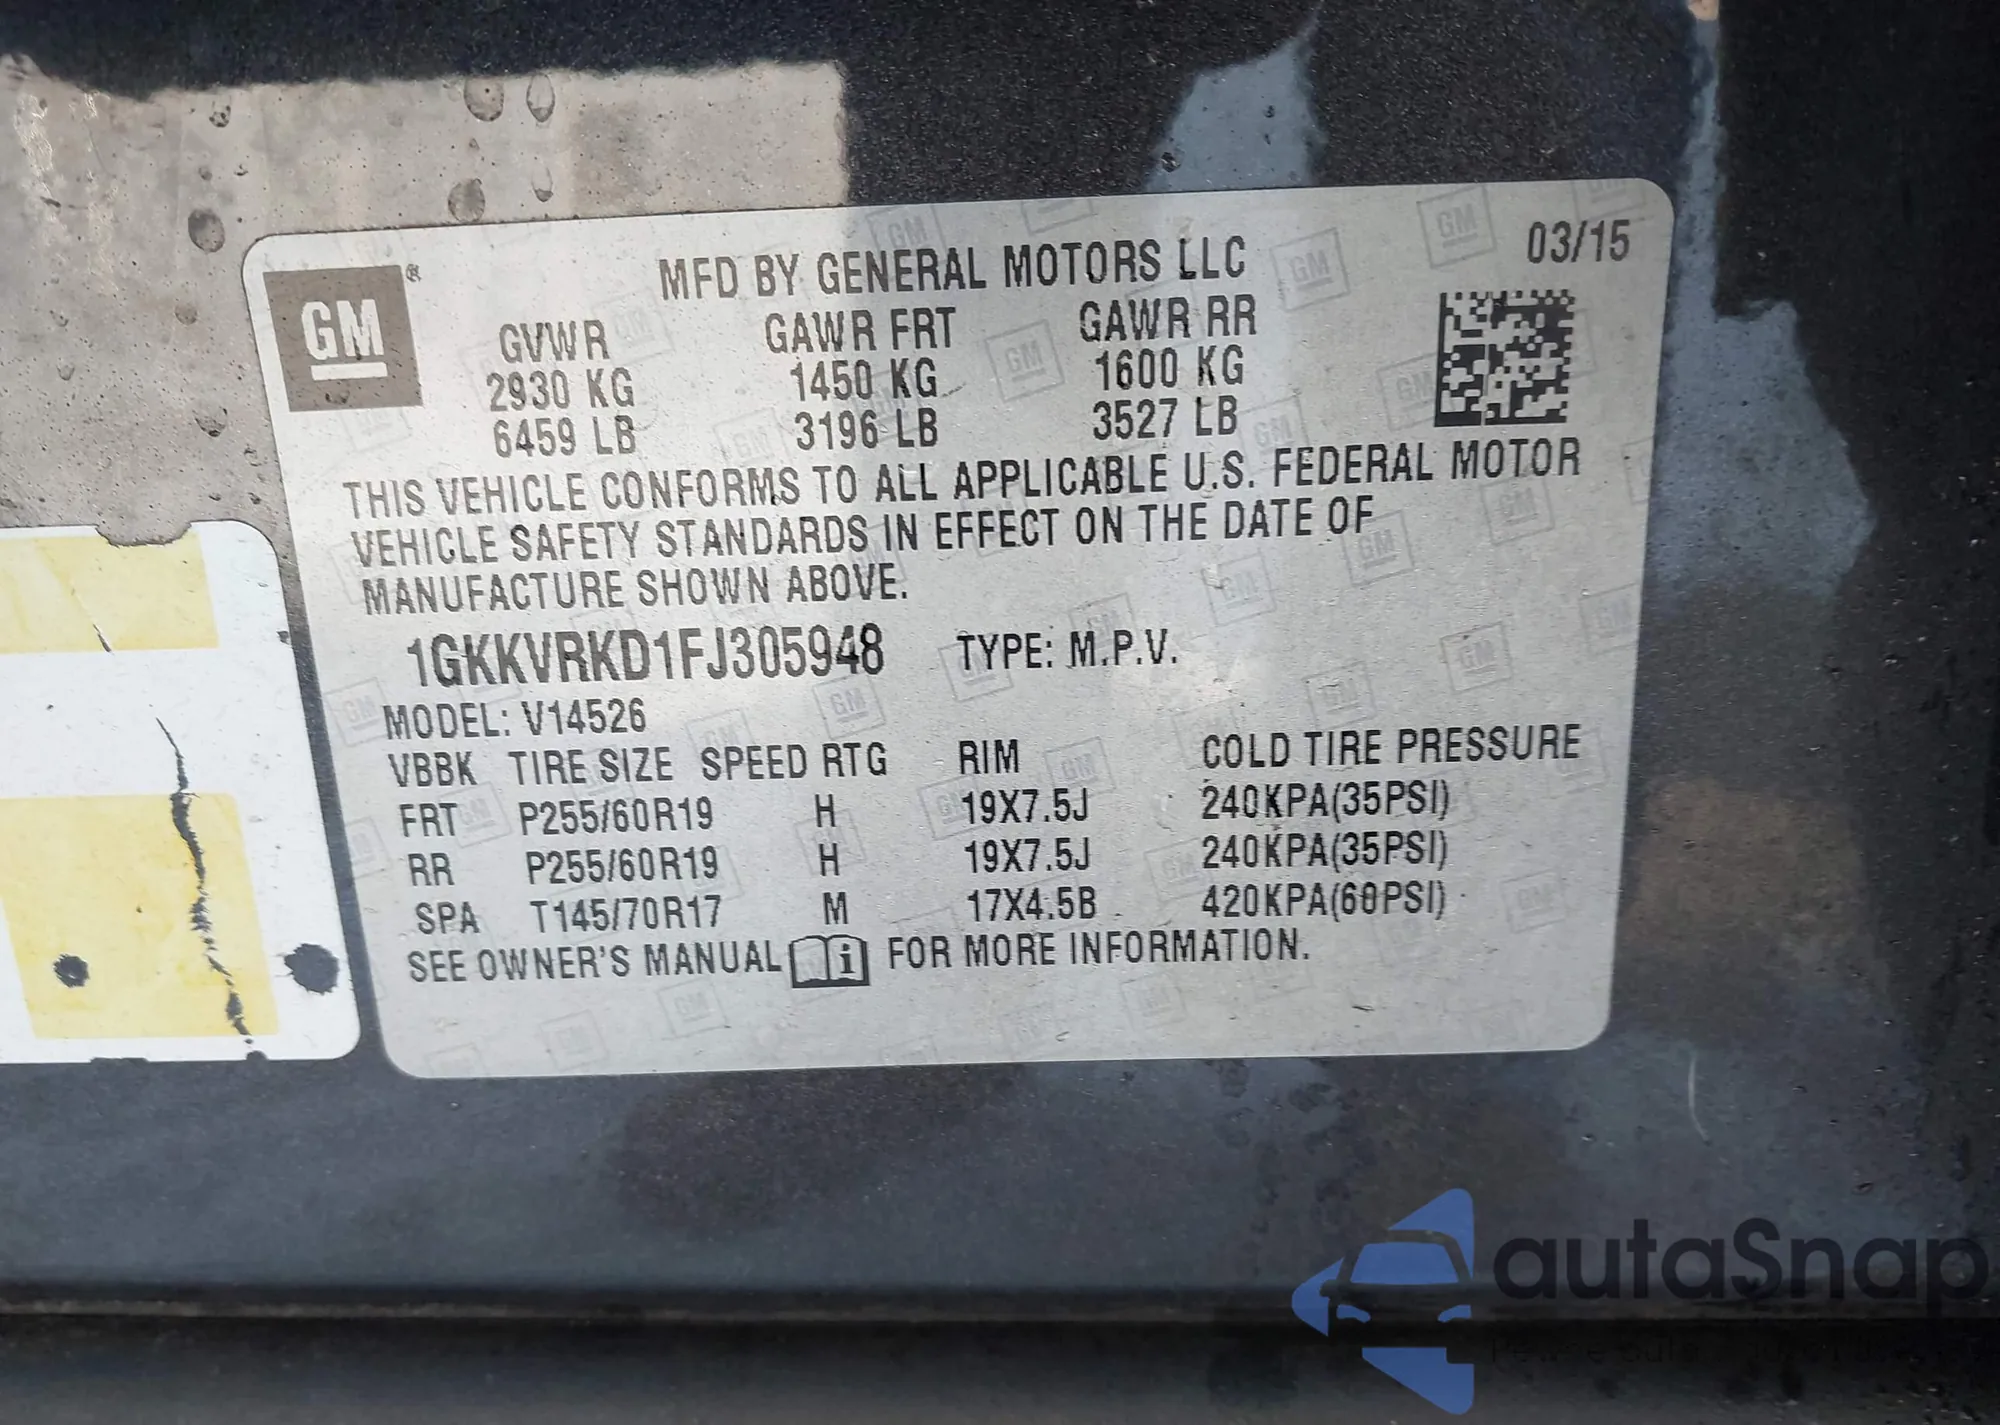 03/15
GM ®
MFD BY GENERAL MOTORS LLC
GVWR GAWR FRT GAWR RR
2930 KG 1450 KG 1600 KG
6459 LB 3196 LB 3527 LB
THIS VEHICLE CONFORMS TO ALL APPLICABLE U.S. FEDERAL MOTOR
VEHICLE SAFETY STANDARDS IN EFFECT ON THE DATE OF
MANUFACTURE SHOWN ABOVE.
1GKKVRKD1FJ305948 TYPE: M.P.V.
MODEL: V14526
VBBK TIRE SIZE SPEED RTG RIM COLD TIRE PRESSURE
FRT P255/60R19 H 19X7.5J 240KPA(35PSI)
RR P255/60R19 H 19X7.5J 240KPA(35PSI)
SPA T145/70R17 M 17X4.5B 420KPA(60PSI)
SEE OWNER'S MANUAL i FOR MORE INFORMATION.
autaSnap